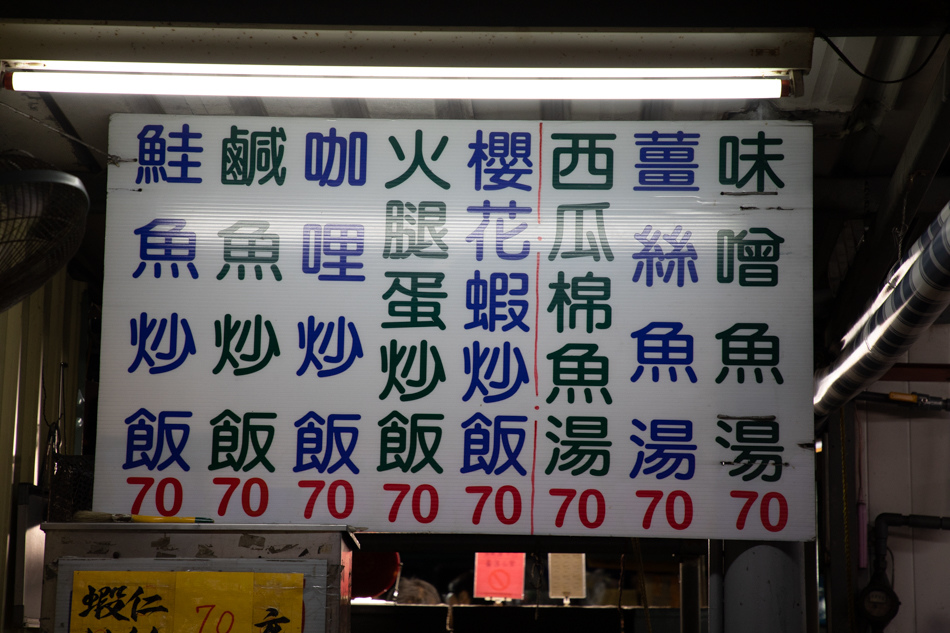 味噌魚湯 70
薑絲魚湯 70
西瓜棉魚湯 70
櫻花蝦炒飯 70
火腿蛋炒飯 70
咖哩炒飯 70
鹹魚炒飯 70
鮭魚炒飯 70
蝦仁
70